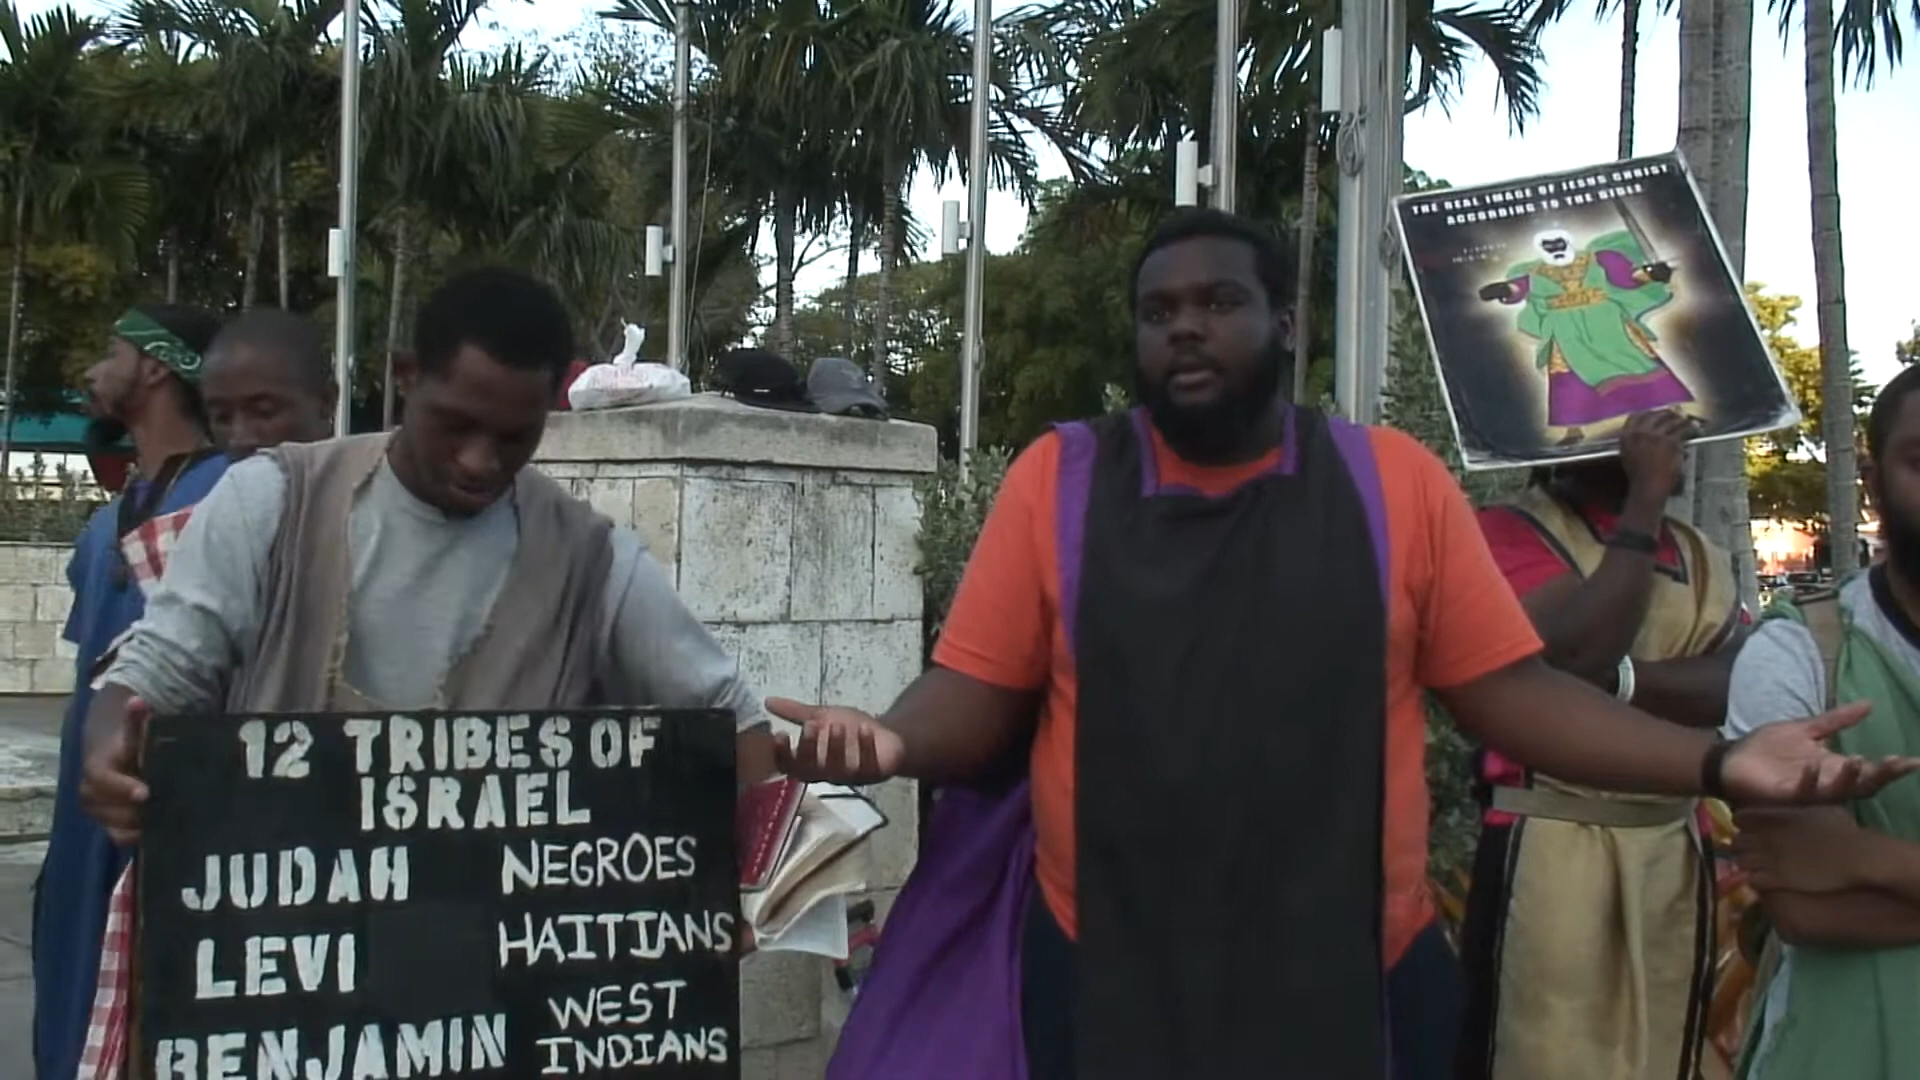 THE REAL IMAGE OF JESUS CHRIST
ACCORDING TO THE BIBLE
12 TRIBES OF
ISRAEL
JUDAH NEGROES
LEVI HAITIANS
BENJAMIN WEST
INDIANS